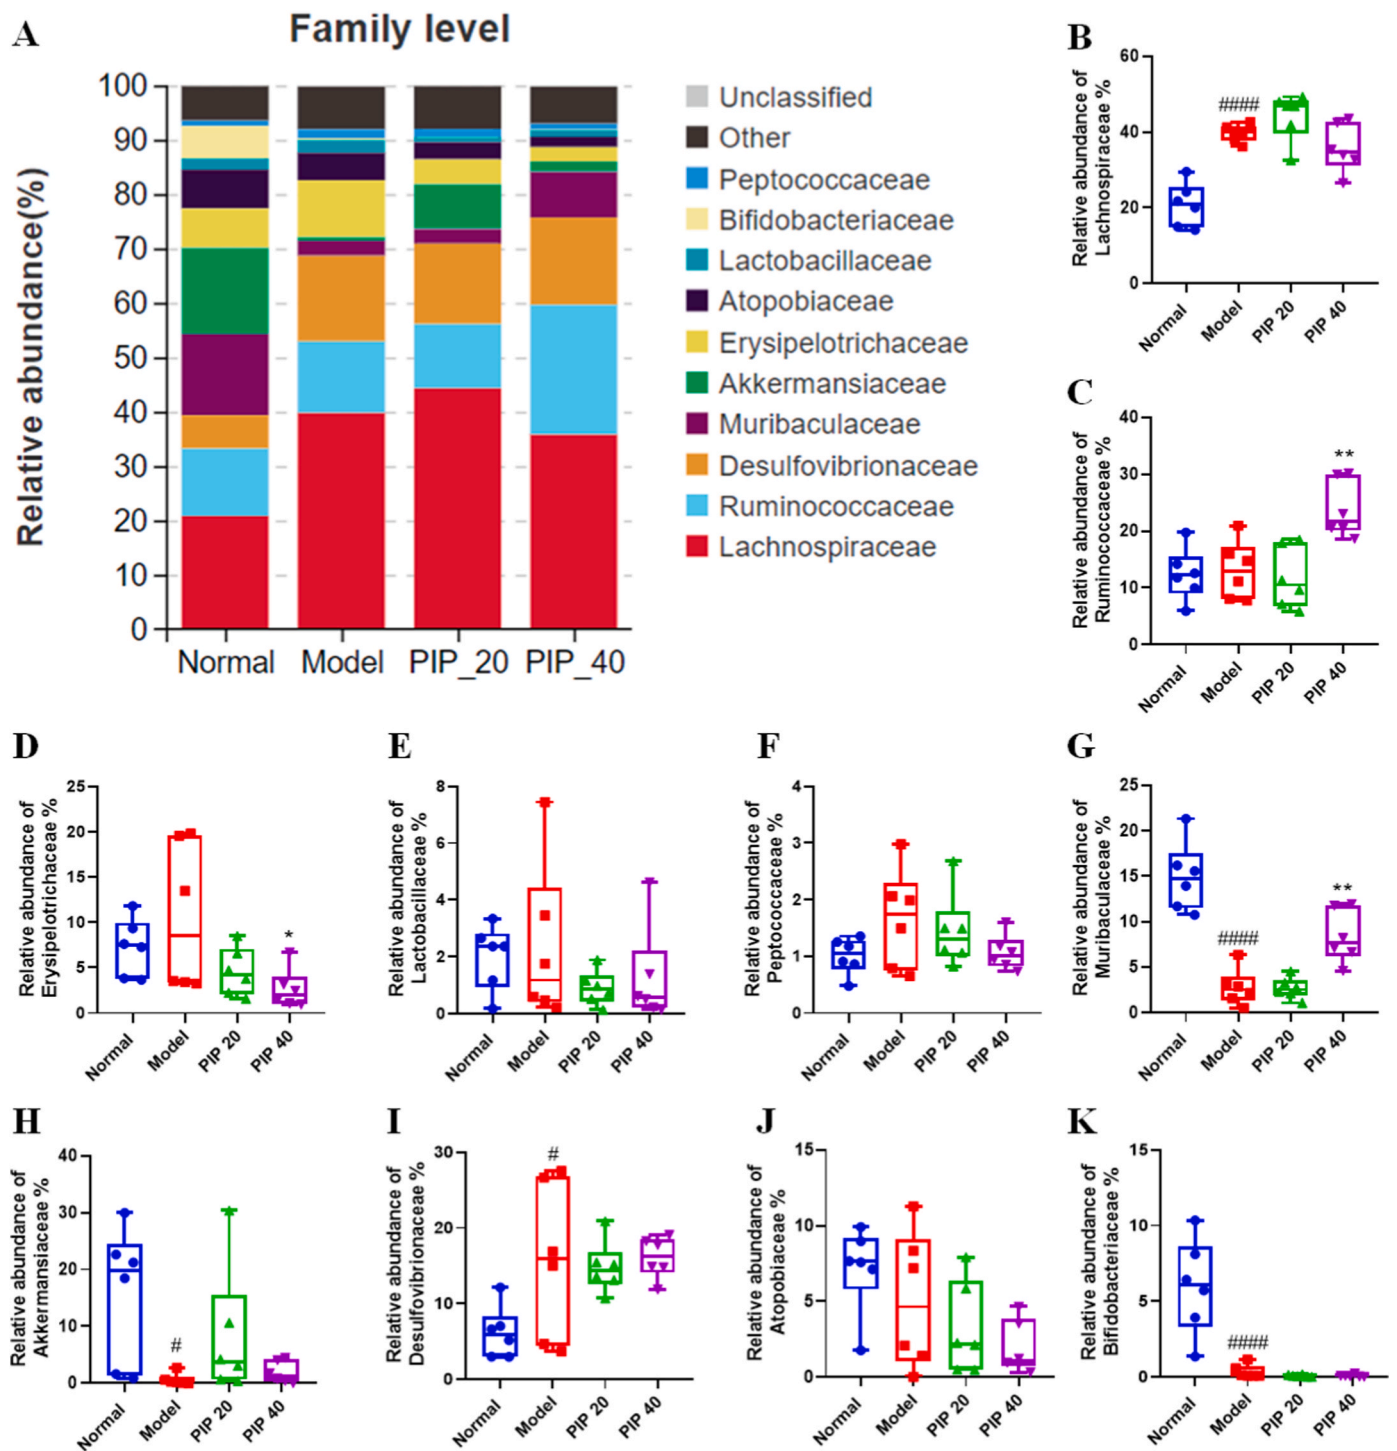 A
Family level
Relative abundance(%)
100
90
80
70
60
50
40
30
20
10
0
Normal Model PIP_20 PIP_40
Unclassified
Other
Peptococcaceae
Bifidobacteriaceae
Lactobacillaceae
Atopobiaceae
Erysipelotrichaceae
Akkermansiaceae
Muribaculaceae
Desulfovibrionaceae
Ruminococcaceae
Lachnospiraceae
B
Relative abundance of
Lachnospiraceae %
60
40
20
0
####
Normal Model PIP 20 PIP 40
C
Relative abundance of
Ruminococcaceae %
40
30
20
10
0
**
Normal Model PIP 20 PIP 40
D
Relative abundance of
Erysipelotrichaceae %
25
20
15
10
5
0
*
Normal Model PIP 20 PIP 40
E
Relative abundance of
Lactobacillaceae %
8
6
4
2
0
Normal Model PIP 20 PIP 40
F
Relative abundance of
Peptococcaceae %
4
3
2
1
0
Normal Model PIP 20 PIP 40
G
Relative abundance of
Muribaculaceae %
25
20
15
10
5
0
####
**
Normal Model PIP 20 PIP 40
H
Relative abundance of
Akkermansiaceae %
40
30
20
10
0
#
Normal Model PIP 20 PIP 40
I
Relative abundance of
Desulfovibrionaceae %
30
20
10
0
#
Normal Model PIP 20 PIP 40
J
Relative abundance of
Atopobiaceae %
15
10
5
0
Normal Model PIP 20 PIP 40
K
Relative abundance of
Bifidobacteriaceae %
15
10
5
0
####
Normal Model PIP 20 PIP 40